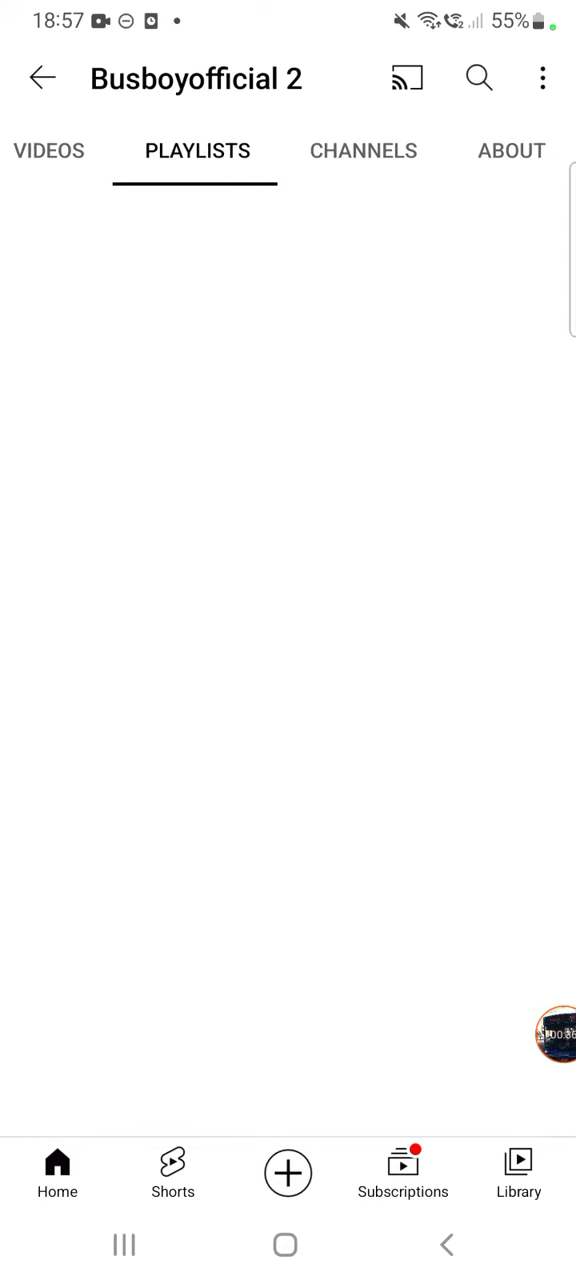 18:57 55%
Busboyofficial 2
VIDEOS PLAYLISTS CHANNELS ABOUT
Home Shorts Subscriptions Library